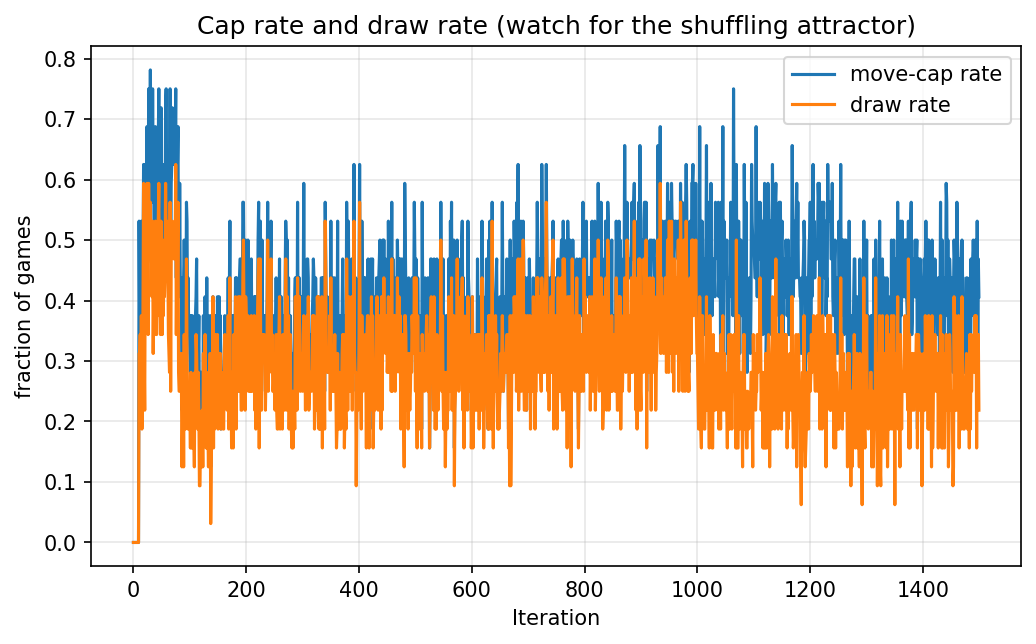 Cap rate and draw rate (watch for the shuffling attractor)
move-cap rate
draw rate
fraction of games
0.8
0.7
0.6
0.5
0.4
0.3
0.2
0.1
0.0
0 200 400 600 800 1000 1200 1400
Iteration